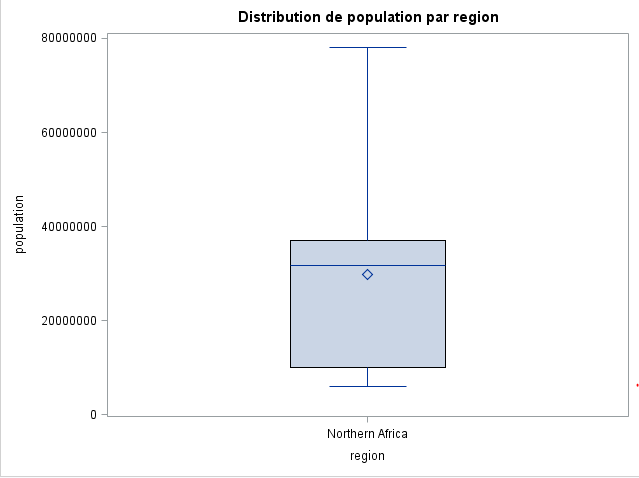 Distribution de population par region
80000000
60000000
40000000
20000000
0
population
Northern Africa
region